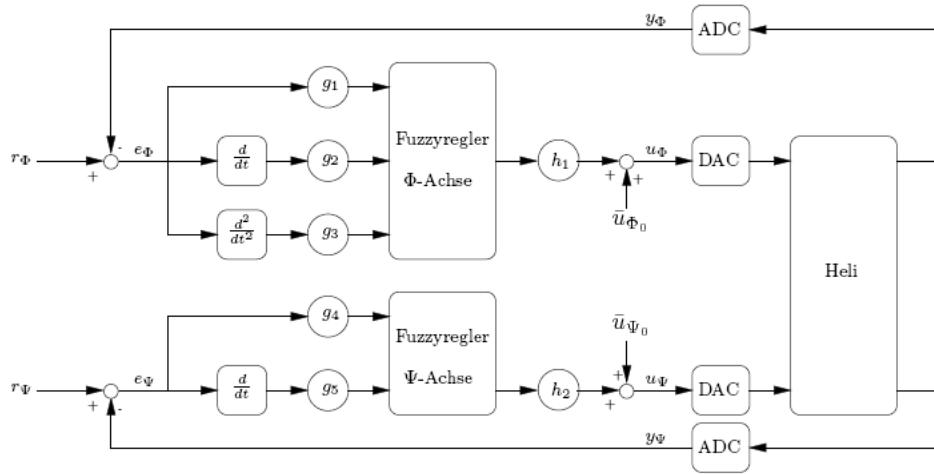 y_Φ ADC
g_1
r_Φ + - e_Φ d/dt g_2 Fuzzyregler Φ-Achse h_1 + + u_Φ DAC
ū_Φ₀
d²/dt² g_3
Heli
g_4
ū_Ψ₀
r_Ψ + - e_Ψ d/dt g_5 Fuzzyregler Ψ-Achse h_2 + + u_Ψ DAC
y_Ψ ADC